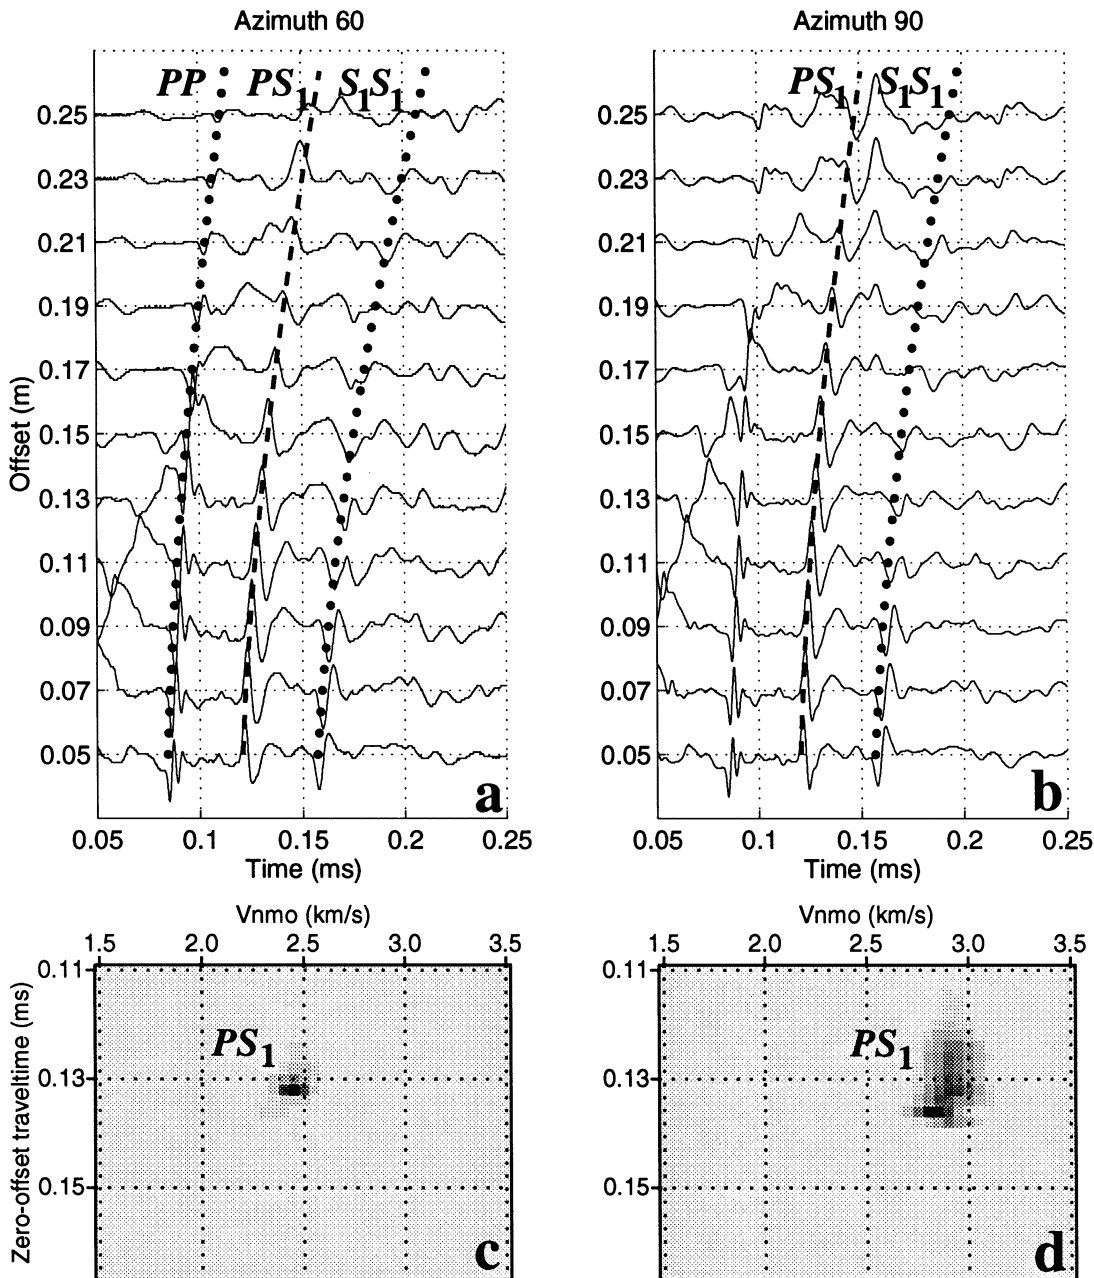 Azimuth 60
Azimuth 90
PP PS1 S1S1
PS1 S1S1
0.25
0.23
0.21
0.19
0.17
0.15
0.13
0.11
0.09
0.07
0.05
Offset (m)
0.25
0.23
0.21
0.19
0.17
0.15
0.13
0.11
0.09
0.07
0.05
a
b
0.05 0.1 0.15 0.2 0.25
Time (ms)
0.05 0.1 0.15 0.2 0.25
Time (ms)
Vnmo (km/s)
1.5 2.0 2.5 3.0 3.5
Vnmo (km/s)
1.5 2.0 2.5 3.0 3.5
0.11
0.13
0.15
Zero-offset traveltime (ms)
PS1
c
0.11
0.13
0.15
PS1
d